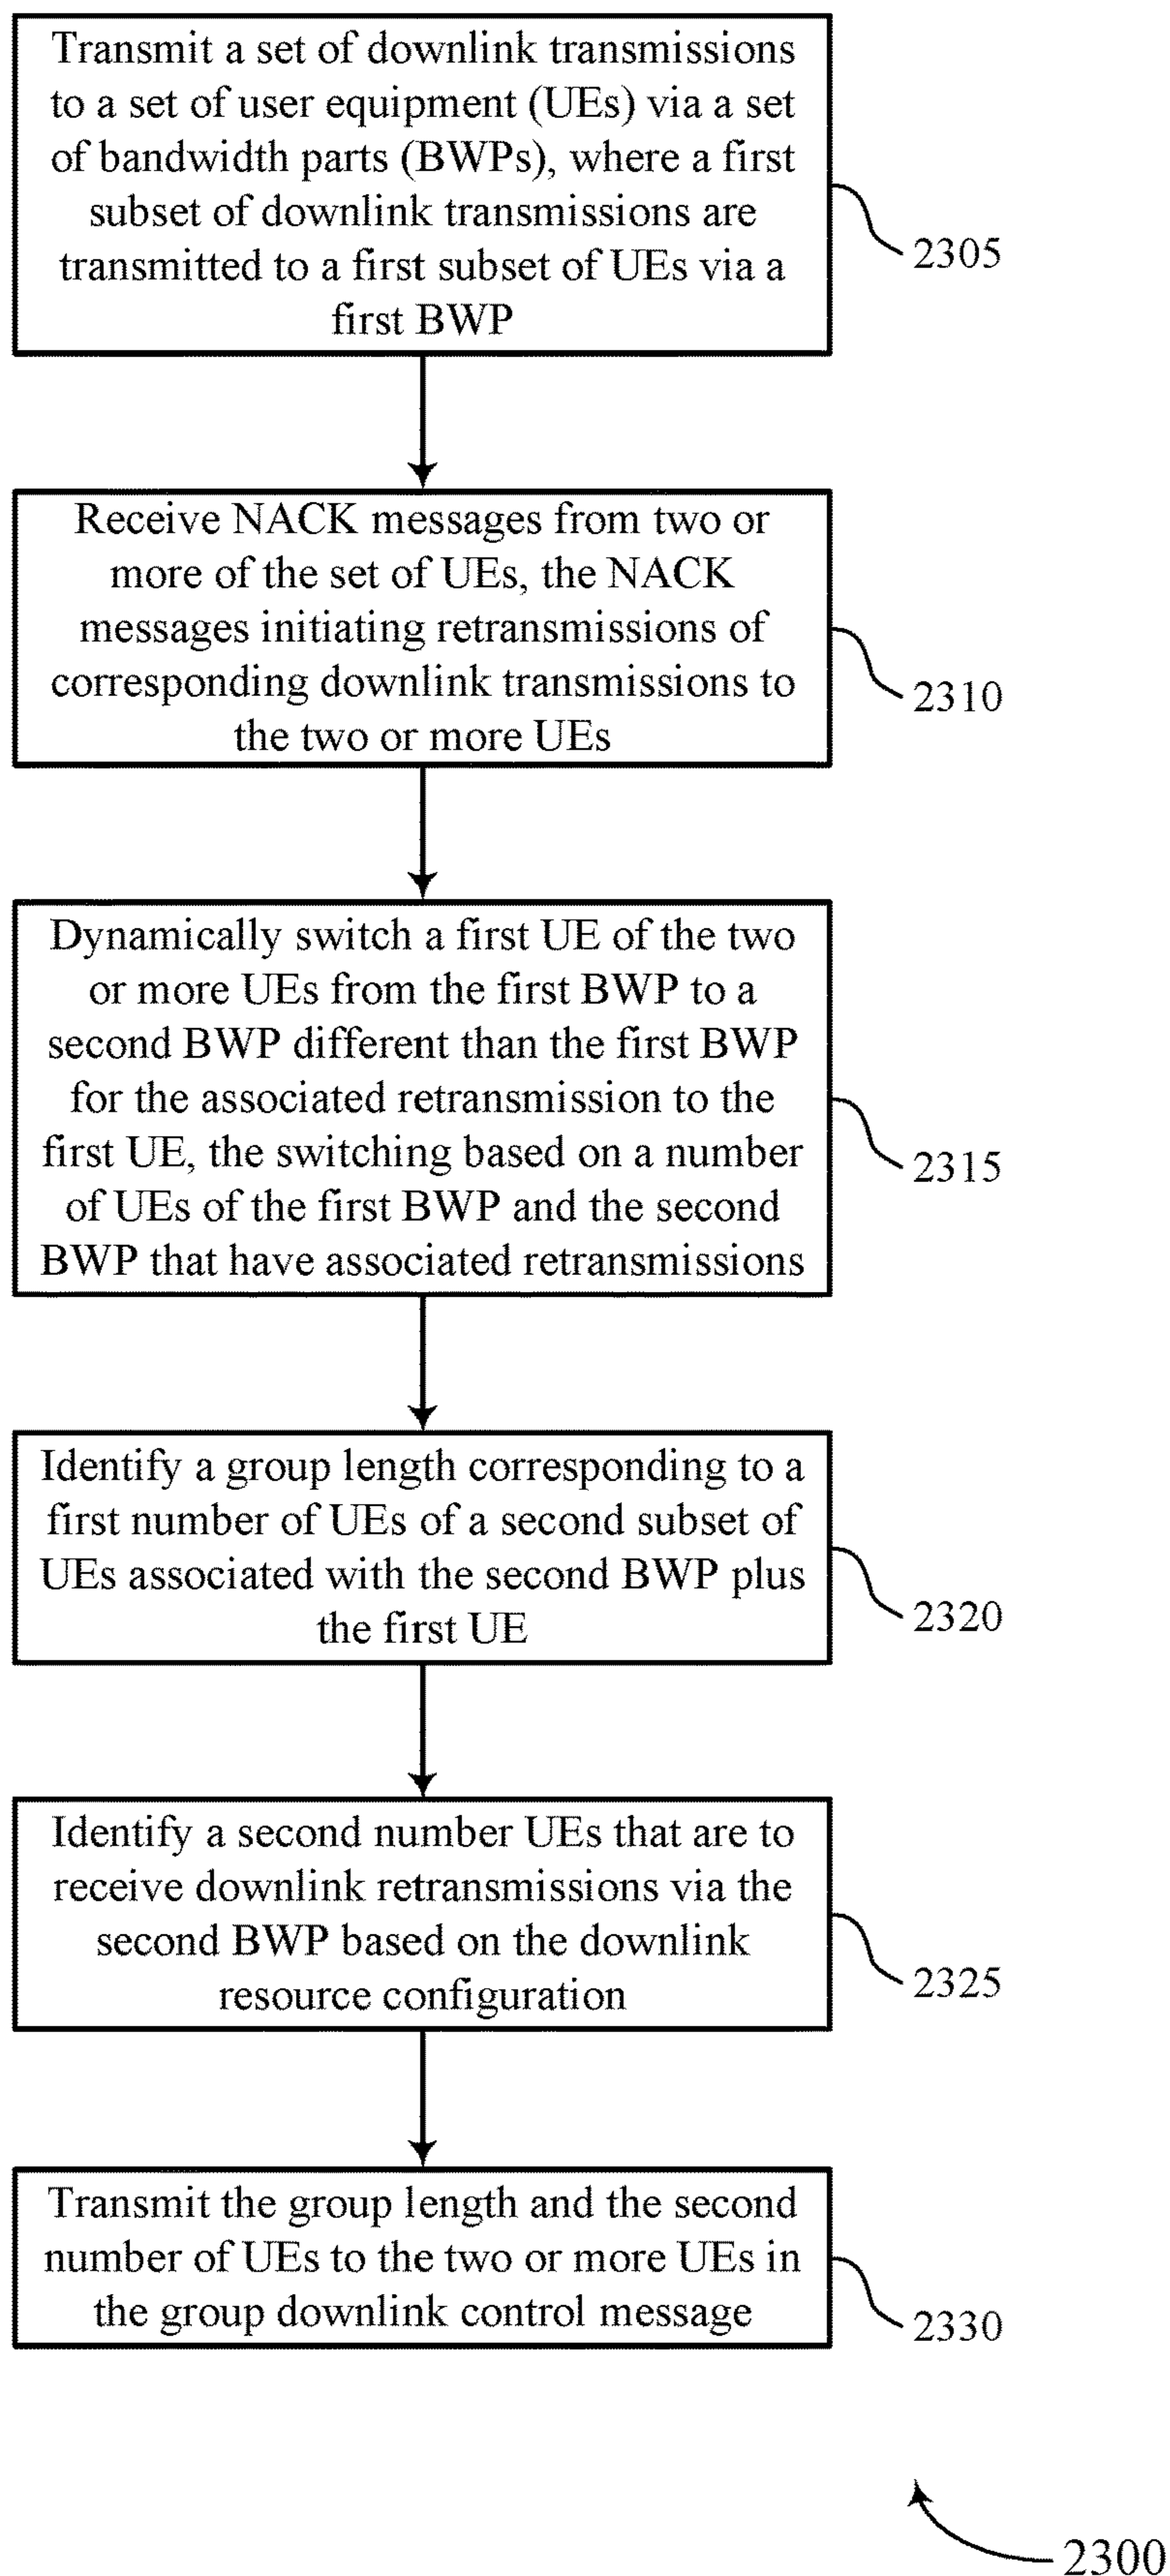 Transmit a set of downlink transmissions
to a set of user equipment (UEs) via a set
of bandwidth parts (BWPs), where a first
subset of downlink transmissions are
transmitted to a first subset of UEs via a
first BWP
2305
Receive NACK messages from two or
more of the set of UEs, the NACK
messages initiating retransmissions of
corresponding downlink transmissions to
the two or more UEs
2310
Dynamically switch a first UE of the two
or more UEs from the first BWP to a
second BWP different than the first BWP
for the associated retransmission to the
first UE, the switching based on a number
of UEs of the first BWP and the second
BWP that have associated retransmissions
2315
Identify a group length corresponding to a
first number of UEs of a second subset of
UEs associated with the second BWP plus
the first UE
2320
Identify a second number UEs that are to
receive downlink retransmissions via the
second BWP based on the downlink
resource configuration
2325
Transmit the group length and the second
number of UEs to the two or more UEs in
the group downlink control message
2330
2300